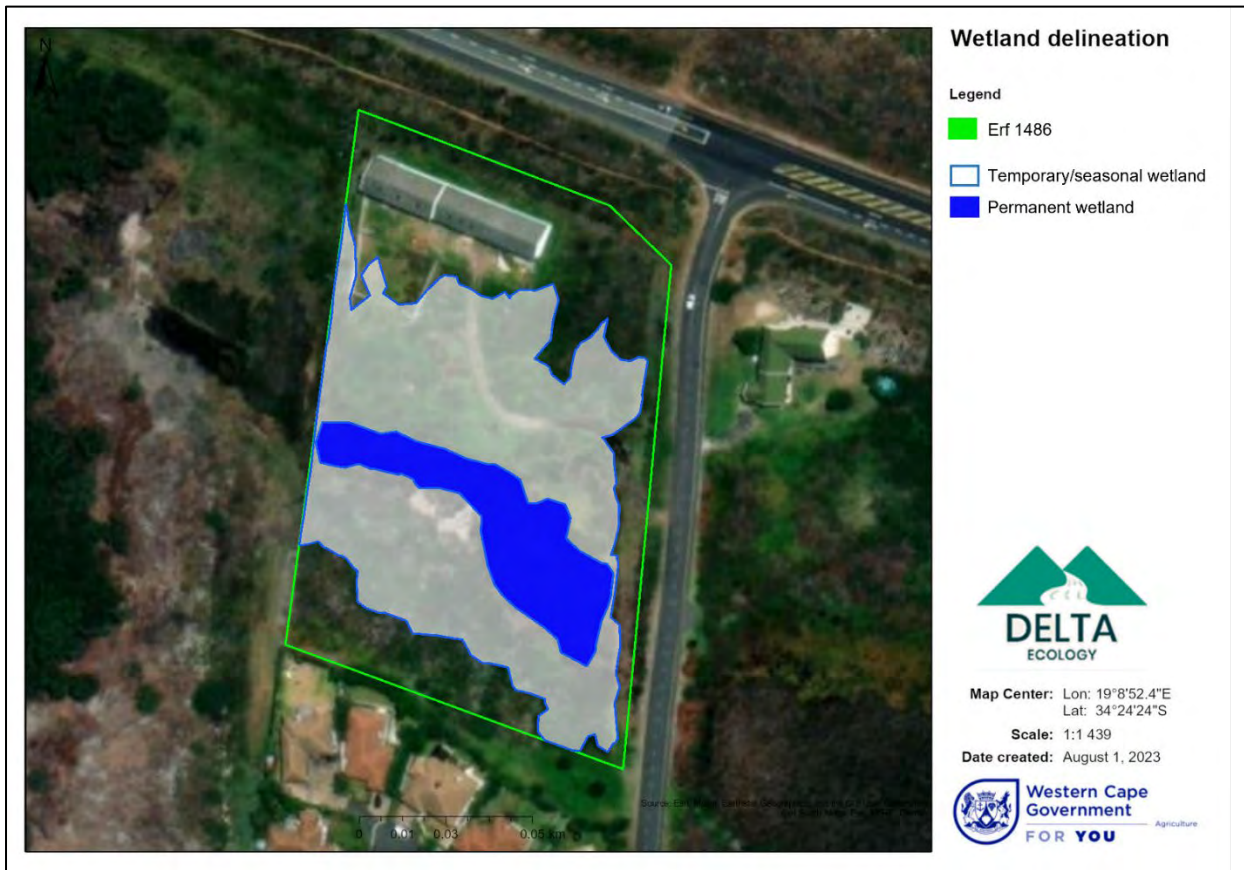 Wetland delineation
Legend
Erf 1486
Temporary/seasonal wetland
Permanent wetland
N
DELTA
ECOLOGY
Map Center: Lon: 19°8'52.4"E
Lat: 34°24'24"S
Scale: 1:1 439
Date created: August 1, 2023
Western Cape
Government
Agriculture
FOR YOU
0 0.01 0.03 0.05 km